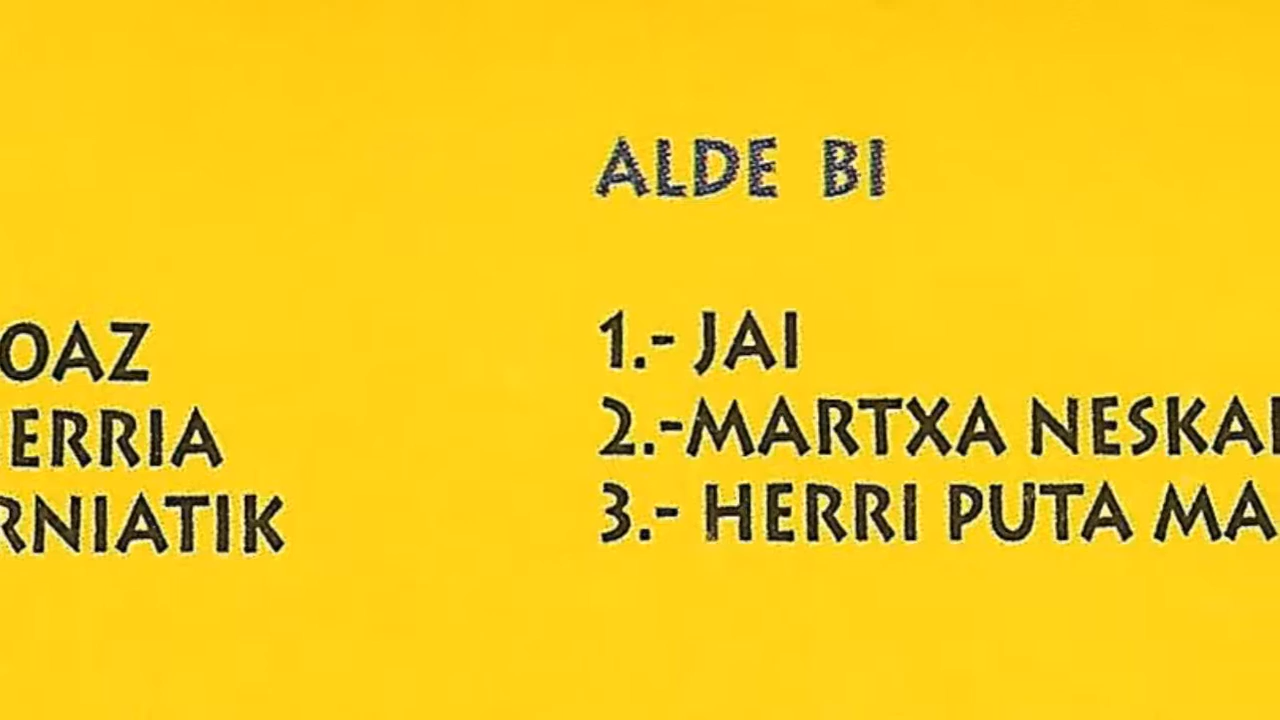 OAZ
ERRIA
RNIATIK
ALDE BI
1.- JAI
2.-MARTXA NESKA
3.- HERRI PUTA MA